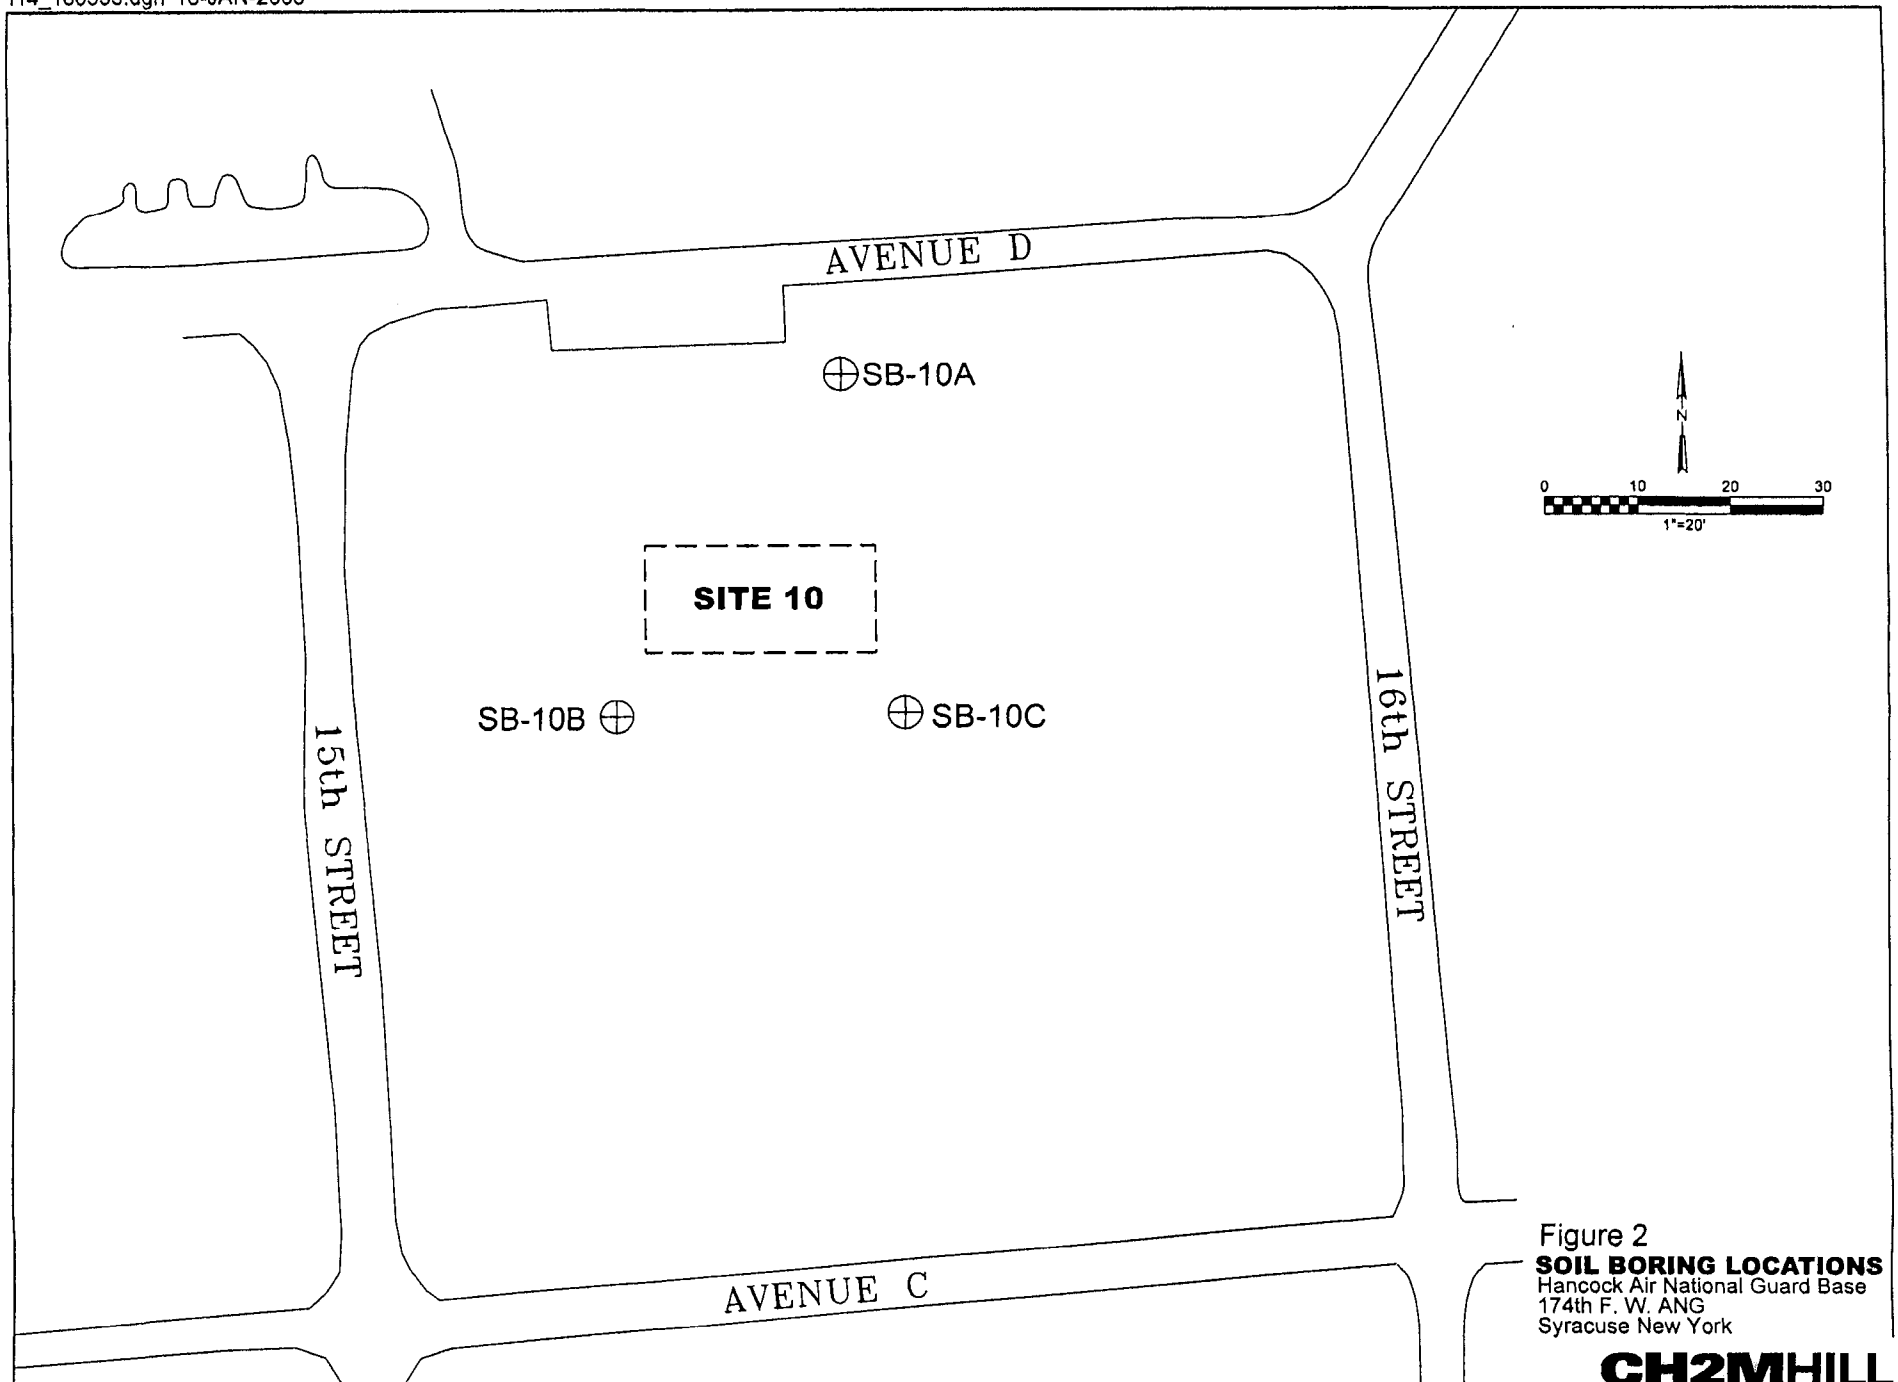 AVENUE D
SB-10A
N
0 10 20 30
1"=20'
SITE 10
SB-10B
SB-10C
15th STREET
16th STREET
AVENUE C
Figure 2
SOIL BORING LOCATIONS
Hancock Air National Guard Base
174th F. W. ANG
Syracuse New York
CH2MHILL